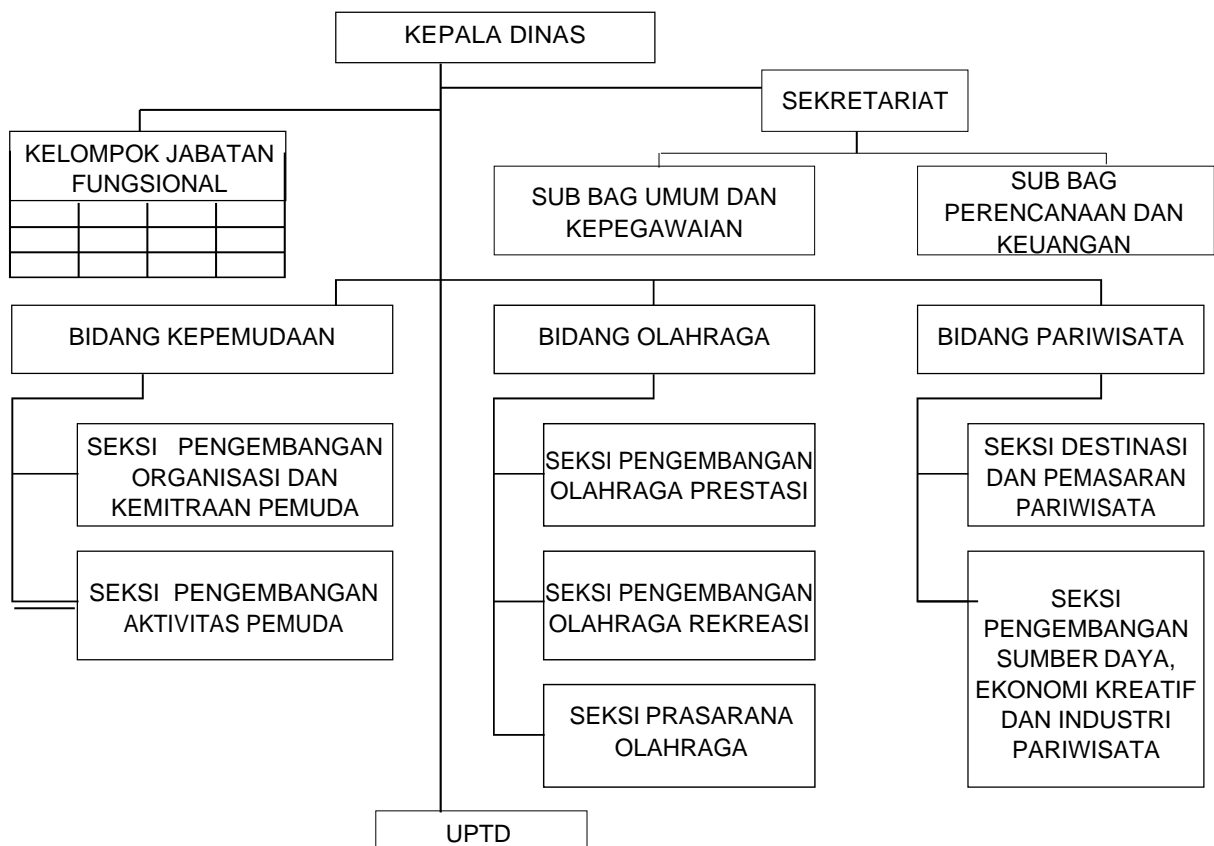 KEPALA DINAS
SEKRETARIAT
KELOMPOK JABATAN
FUNGSIONAL
SUB BAG UMUM DAN
KEPEGAWAIAN
SUB BAG
PERENCANAAN DAN
KEUANGAN
BIDANG KEPEMUDAAN
BIDANG OLAHRAGA
BIDANG PARIWISATA
SEKSI PENGEMBANGAN
ORGANISASI DAN
KEMITRAAN PEMUDA
SEKSI PENGEMBANGAN
OLAHRAGA PRESTASI
SEKSI DESTINASI
DAN PEMASARAN
PARIWISATA
SEKSI PENGEMBANGAN
AKTIVITAS PEMUDA
SEKSI PENGEMBANGAN
OLAHRAGA REKREASI
SEKSI
PENGEMBANGAN
SUMBER DAYA,
EKONOMI KREATIF
DAN INDUSTRI
PARIWISATA
SEKSI PRASARANA
OLAHRAGA
UPTD